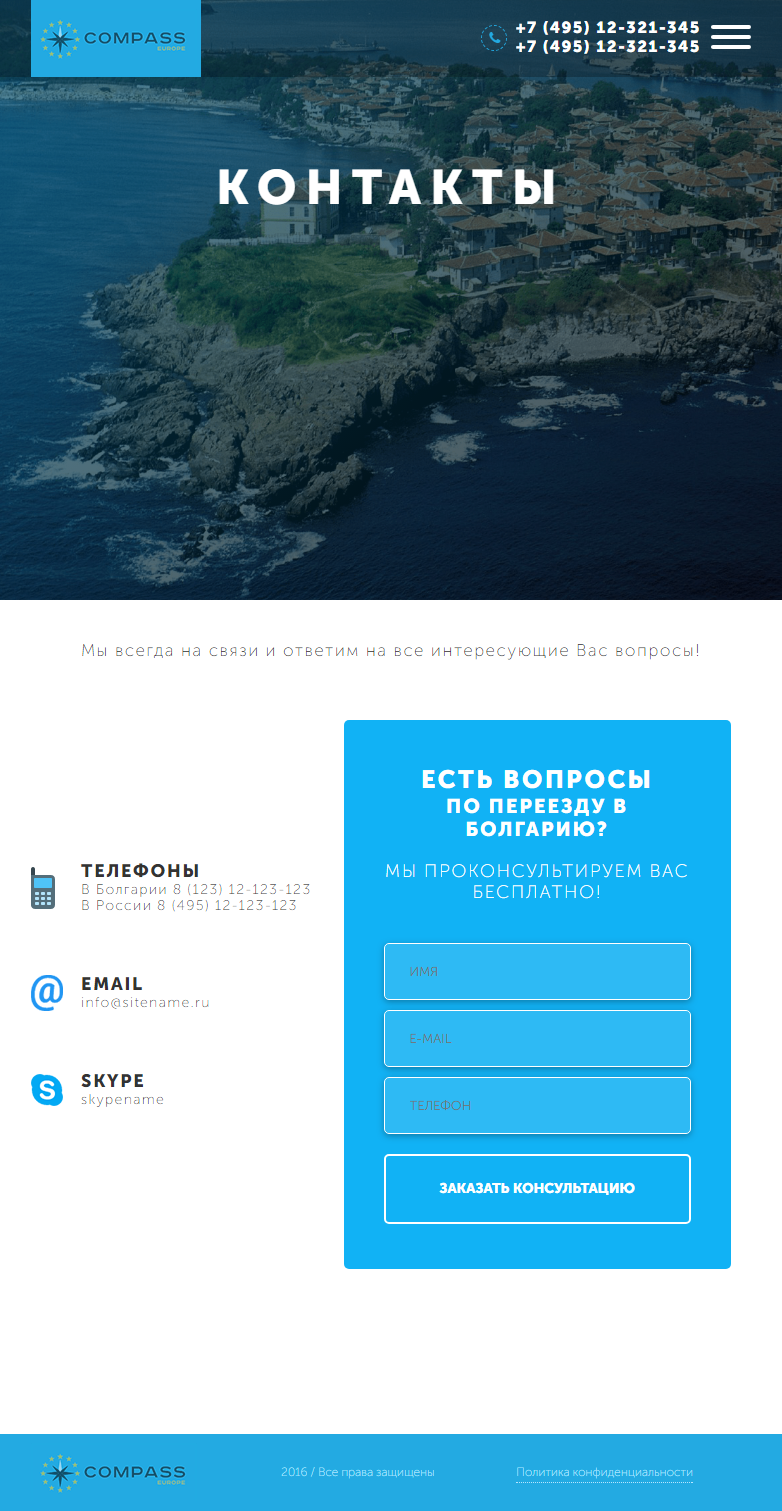 COMPASS
EUROPE
+7 (495) 12-321-345
+7 (495) 12-321-345
КОНТАКТЫ
Мы всегда на связи и ответим на все интересующие Вас вопросы!
ТЕЛЕФОНЫ
В Болгарии 8 (123) 12-123-123
В России 8 (495) 12-123-123
EMAIL
info@sitename.ru
SKYPE
skypename
ЕСТЬ ВОПРОСЫ
ПО ПЕРЕЕЗДУ В
БОЛГАРИЮ?
МЫ ПРОКОНСУЛЬТИРУЕМ ВАС
БЕСПЛАТНО!
ИМЯ
E-MAIL
ТЕЛЕФОН
ЗАКАЗАТЬ КОНСУЛЬТАЦИЮ
COMPASS
EUROPE
2016 / Все права защищены
Политика конфиденциальности